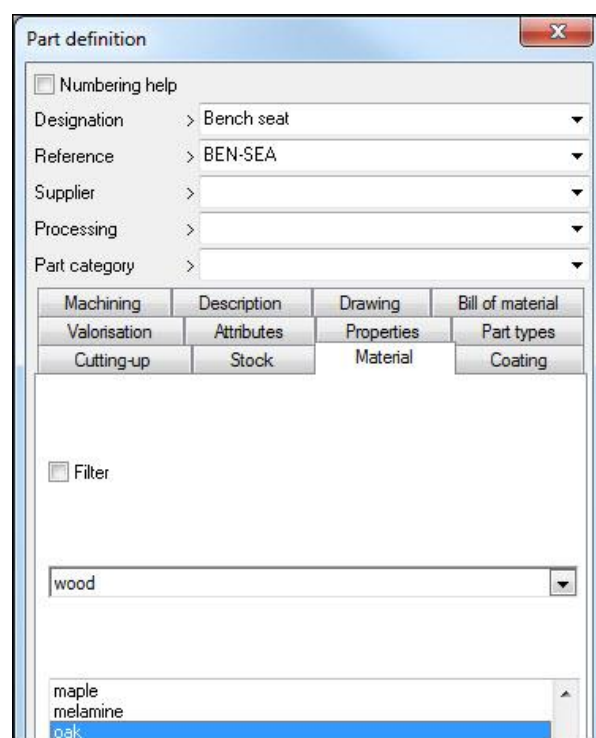 Part definition
Numbering help
Designation > Bench seat
Reference > BEN-SEA
Supplier >
Processing >
Part category >
Machining Description Drawing Bill of material
Valorisation Attributes Properties Part types
Cutting-up Stock Material Coating
Filter
wood
maple
melamine
oak